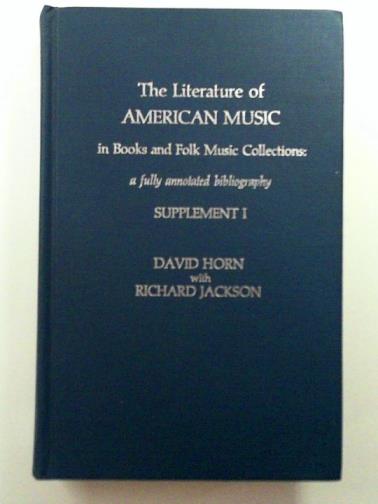 The Literature of
AMERICAN MUSIC
in Books and Folk Music Collections:
a fully annotated bibliography
SUPPLEMENT I
DAVID HORN
with
RICHARD JACKSON